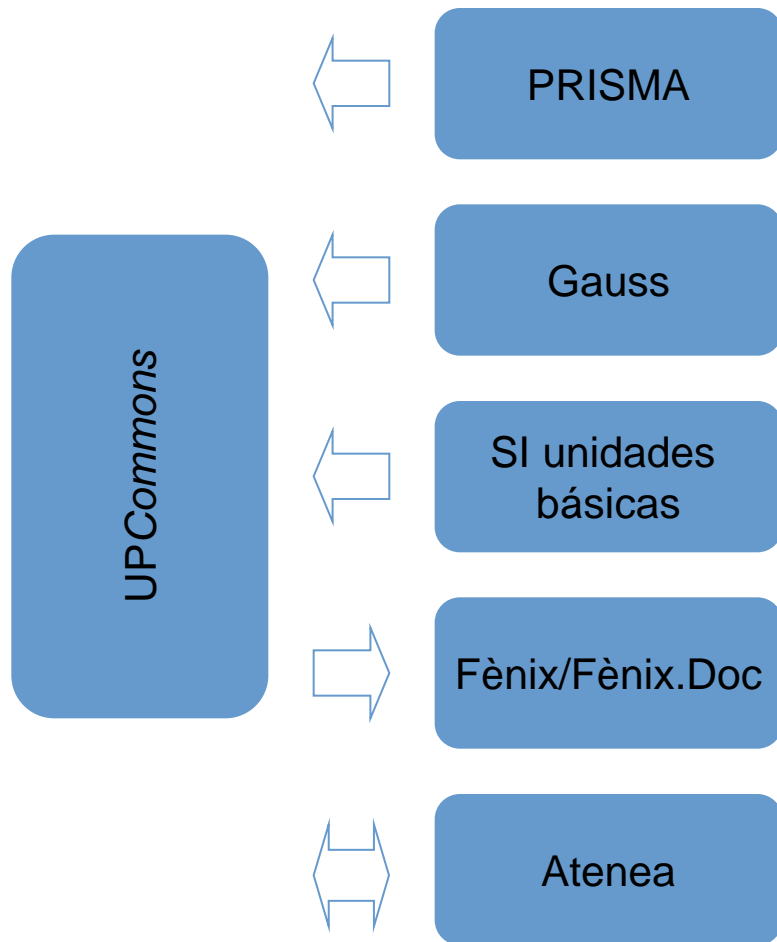 PRISMA
Gauss
UPCommons
SI unidades
básicas
Fènix/Fènix.Doc
Atenea